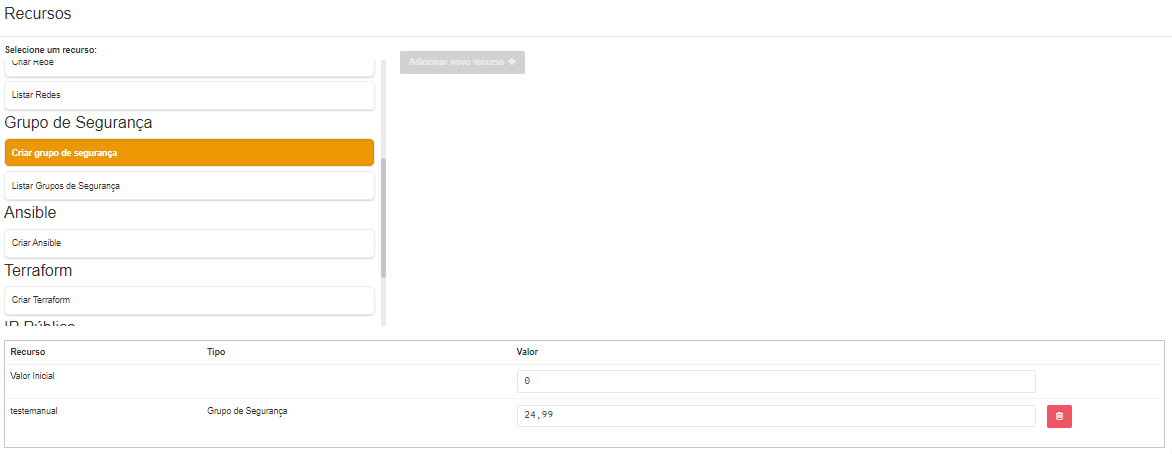 Recursos
Selecione um recurso:
Criar Rede
Adicionar novo recurso +
Listar Redes
Grupo de Segurança
Criar grupo de segurança
Listar Grupos de Segurança
Ansible
Criar Ansible
Terraform
Criar Terraform
IP Público
Recurso Tipo Valor
Valor Inicial 0
testemanual Grupo de Segurança 24,99